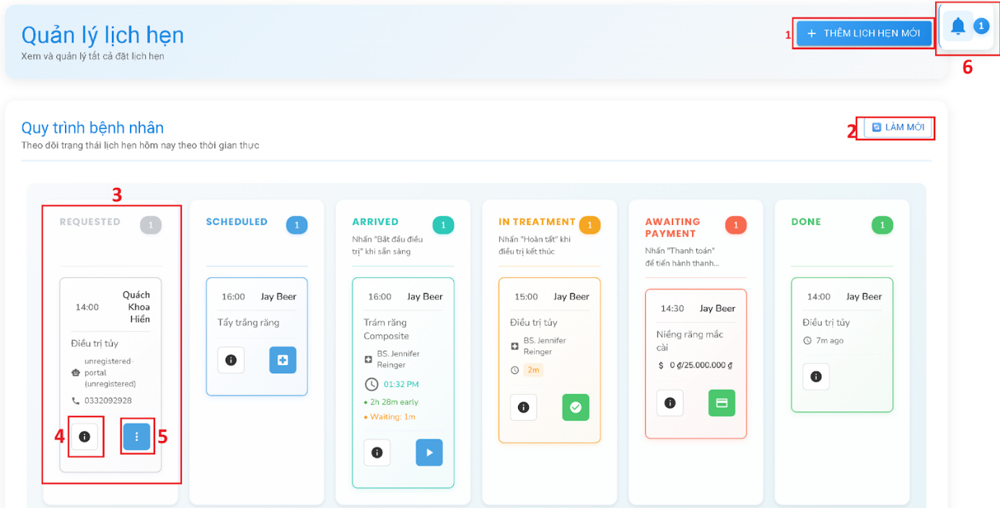 Quản lý lịch hẹn
Xem và quản lý tất cả đặt lịch hẹn
1
+ THÊM LỊCH HẸN MỚI
1
6
Quy trình bệnh nhân
Theo dõi trạng thái lịch hẹn hôm nay theo thời gian thực
2
LÀM MỚI
3
REQUESTED
1
14:00
Quách
Khoa
Hiển
Điều trị tủy
unregistered-
portal
(unregistered)
0332092928
4
5
SCHEDULED
1
16:00 Jay Beer
Tẩy trắng răng
ARRIVED
1
Nhấn "Bắt đầu điều
trị" khi sẵn sàng
16:00 Jay Beer
Trám răng
Composite
BS. Jennifer
Reinger
01:32 PM
• 2h 28m early
• Waiting: 1m
IN TREATMENT
1
Nhấn "Hoàn tất" khi
điều trị kết thúc
15:00 Jay Beer
Điều trị tủy
BS. Jennifer
Reinger
2m
AWAITING
PAYMENT
1
Nhấn "Thanh toán"
để tiến hành thanh...
14:30 Jay Beer
Niềng răng mắc
cài
$ 0 ₫/25.000.000 ₫
DONE
1
14:00 Jay Beer
Điều trị tủy
7m ago